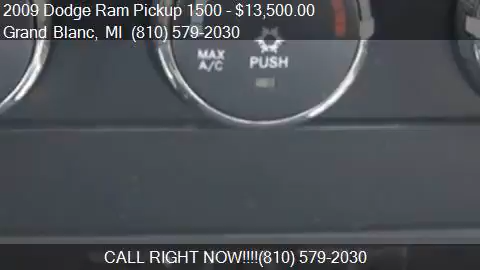 2009 Dodge Ram Pickup 1500 - $13,500.00
Grand Blanc, MI (810) 579-2030
MAX
A/C
PUSH
CALL RIGHT NOW!!!!(810) 579-2030